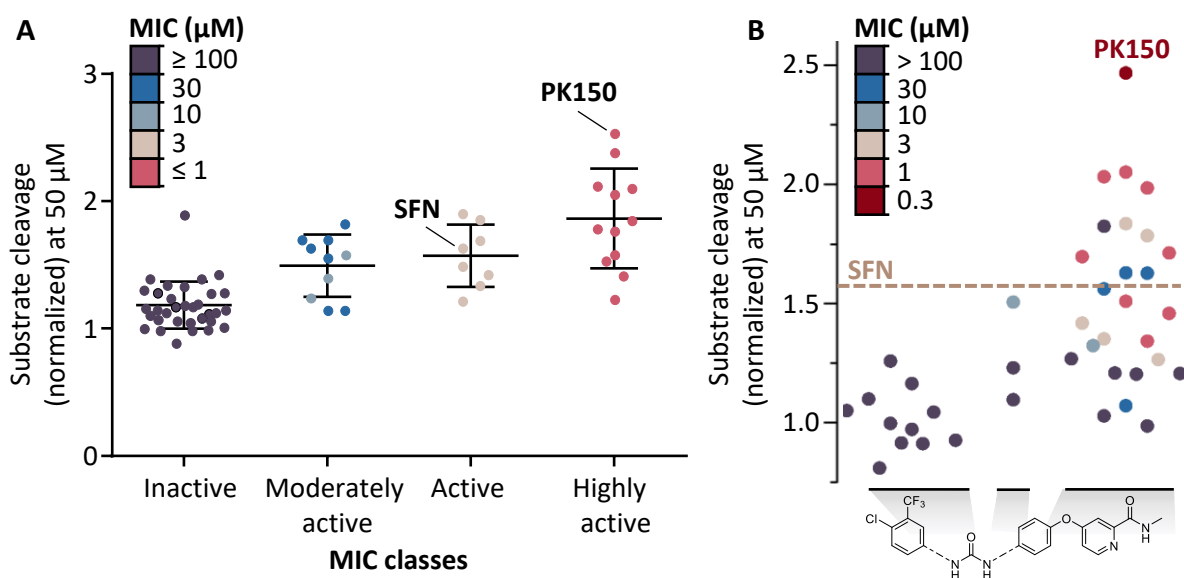 A
MIC (µM)
≥ 100
30
10
3
≤ 1
3
2
1
0
Substrate cleavage
(normalized) at 50 µM
PK150
SFN
Inactive
Moderately
active
Active
Highly
active
MIC classes
B
MIC (µM)
> 100
30
10
3
1
0.3
PK150
2.5
2.0
1.5
1.0
Substrate cleavage
(normalized) at 50 µM
SFN
CF3
Cl
O
N
H
N
H
O
N
O
N
H